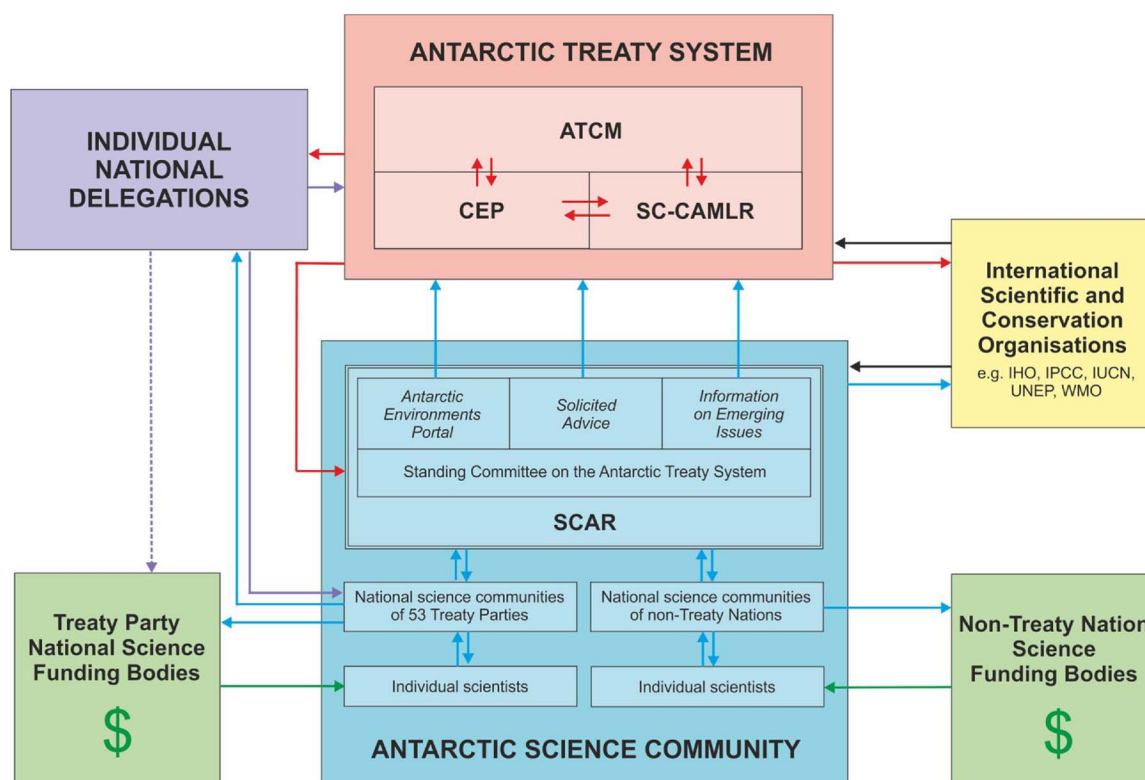 ANTARCTIC TREATY SYSTEM
ATCM
CEP
SC-CAMLR
INDIVIDUAL
NATIONAL
DELEGATIONS
International
Scientific and
Conservation
Organisations
e.g. IHO, IPCC, IUCN,
UNEP, WMO
Antarctic
Environments
Portal
Solicited
Advice
Information
on Emerging
Issues
Standing Committee on the Antarctic Treaty System
SCAR
National science communities
of 53 Treaty Parties
National science communities
of non-Treaty Nations
Individual scientists
Individual scientists
ANTARCTIC SCIENCE COMMUNITY
Treaty Party
National Science
Funding Bodies
$
Non-Treaty Nation
Science
Funding Bodies
$